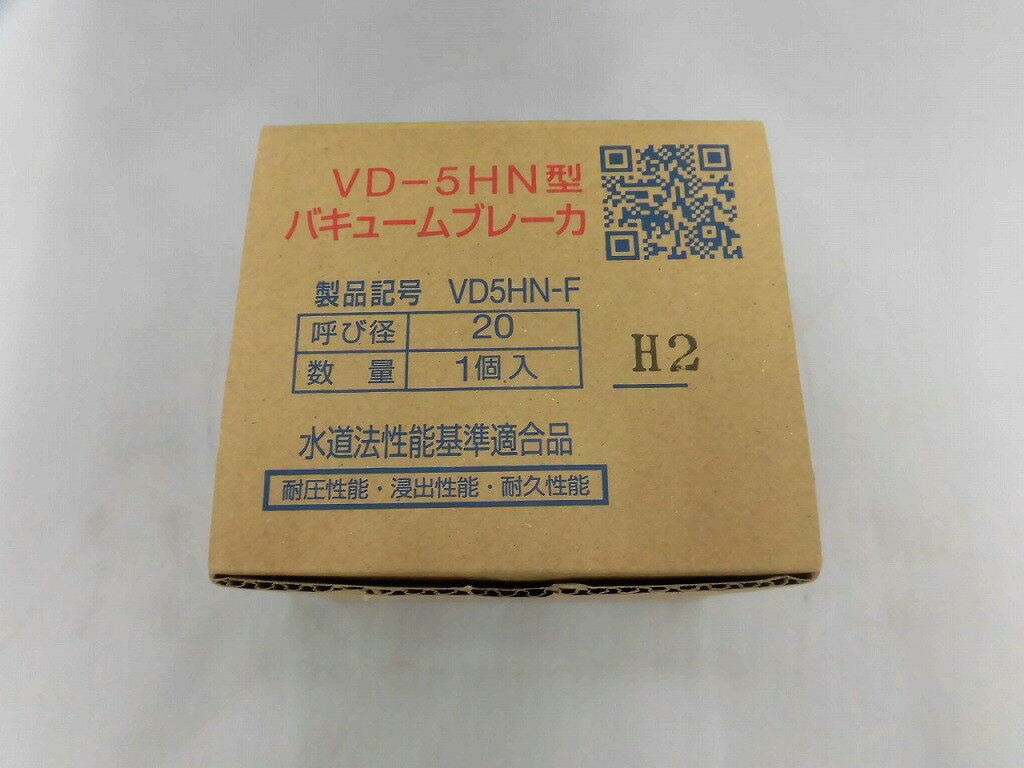 VD-5HN型
バキュームブレーカ
製品記号 VD5HN-F
呼び径 20
数 量 1個入
H2
水道法性能基準適合品
耐圧性能・浸出性能・耐久性能